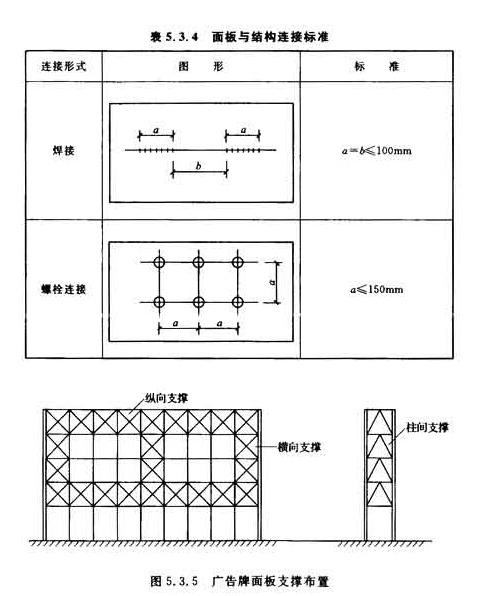 表 5.3.4 面板与结构连接标准
连接形式 图 形 标 准
焊接 a a b a=b≤100mm
螺栓连接 a a a a≤150mm
纵向支撑
横向支撑
柱间支撑
图 5.3.5 广告牌面板支撑布置